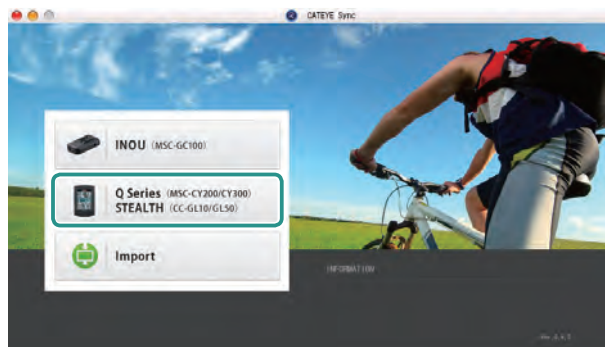 CATEYE Sync
INOU (MSC-GC100)
Q Series (MSC-CY200/CY300)
STEALTH (CC-GL10/GL50)
Import
INFORMATION